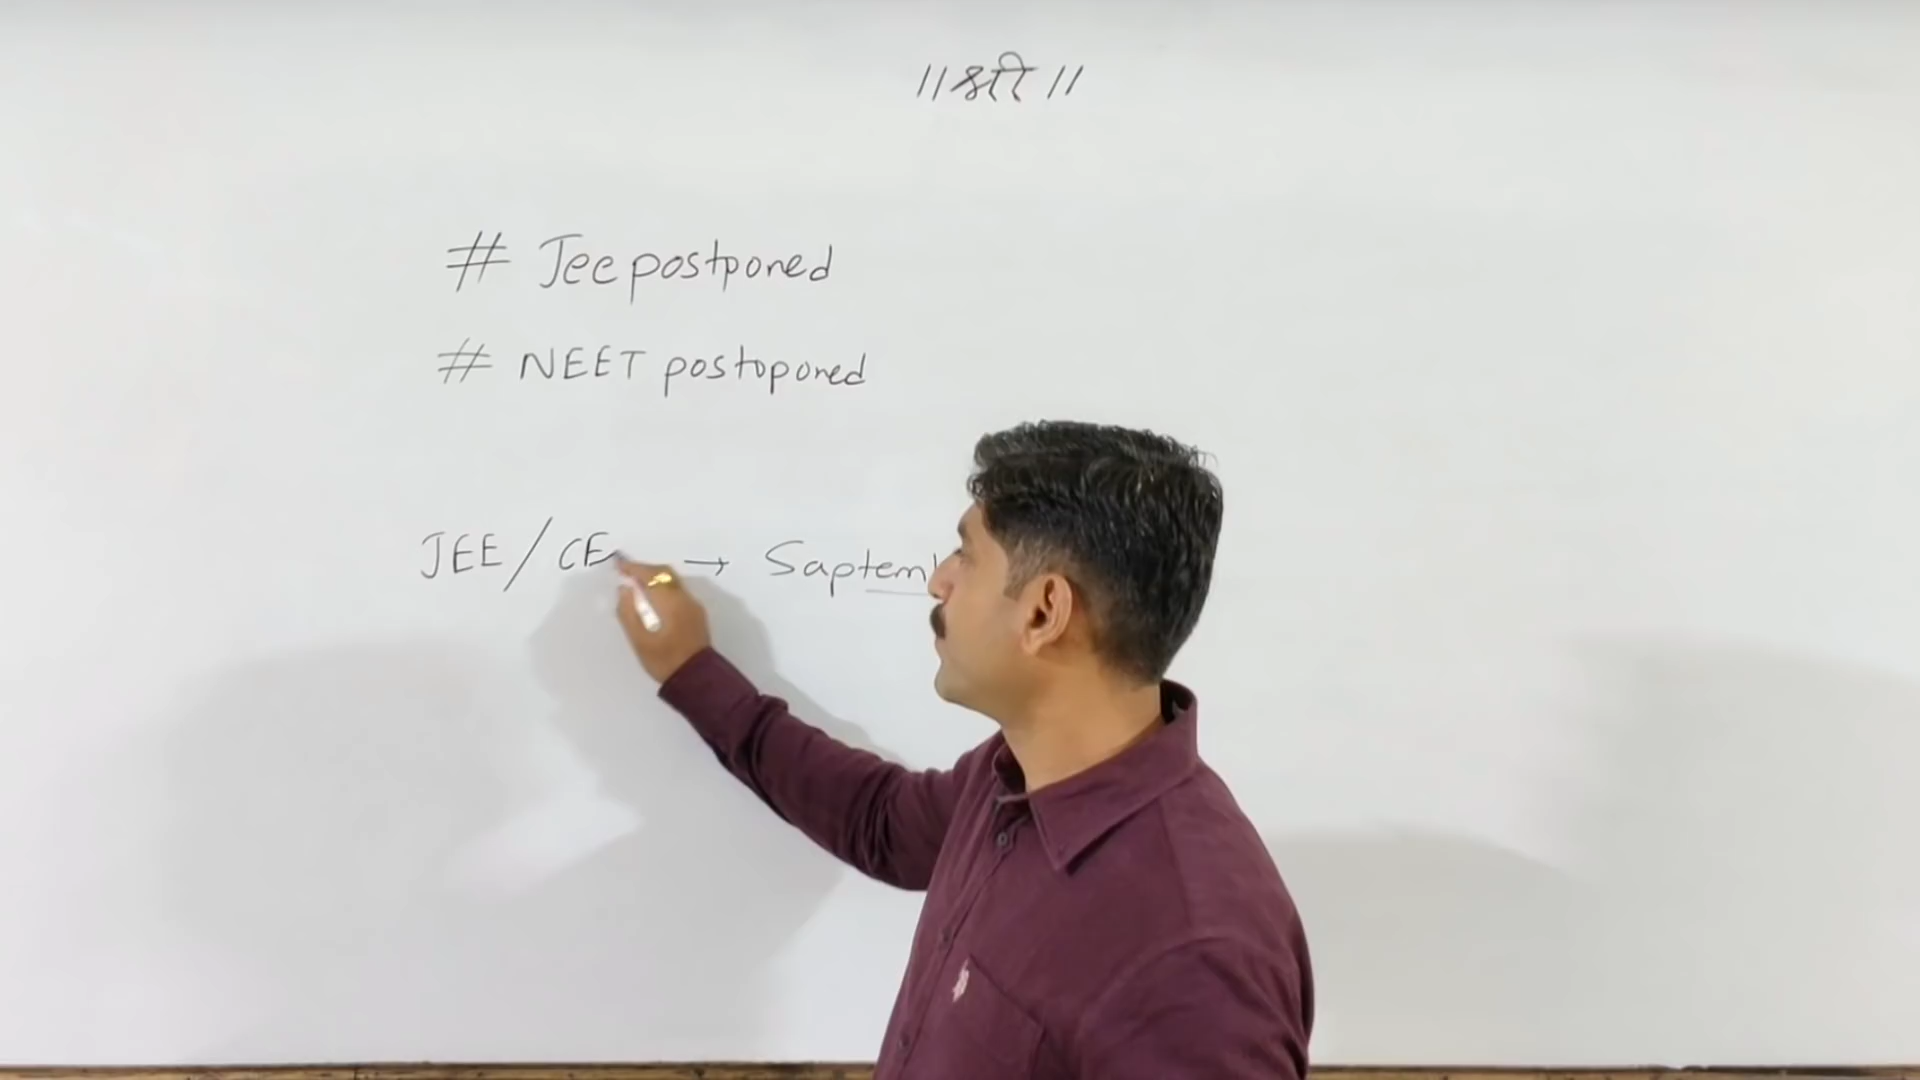 ||श्री||
# Jeepostponed
# NEET postoponed
JEE/CE → Saptem